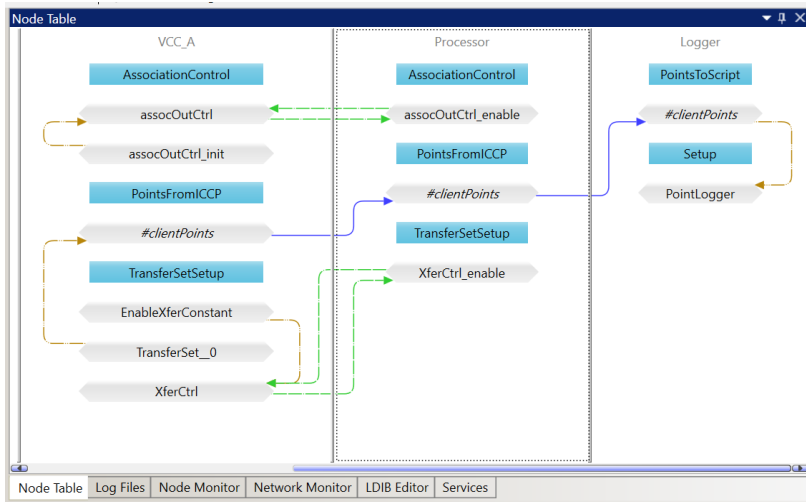 Node Table
VCC_A
Processor
Logger
AssociationControl
AssociationControl
PointsToScript
assocOutCtrl
assocOutCtrl_enable
#clientPoints
assocOutCtrl_init
PointsFromICCP
Setup
PointsFromICCP
#clientPoints
PointLogger
#clientPoints
TransferSetSetup
TransferSetSetup
XferCtrl_enable
EnableXferConstant
TransferSet__0
XferCtrl
Node Table
Log Files
Node Monitor
Network Monitor
LDIB Editor
Services